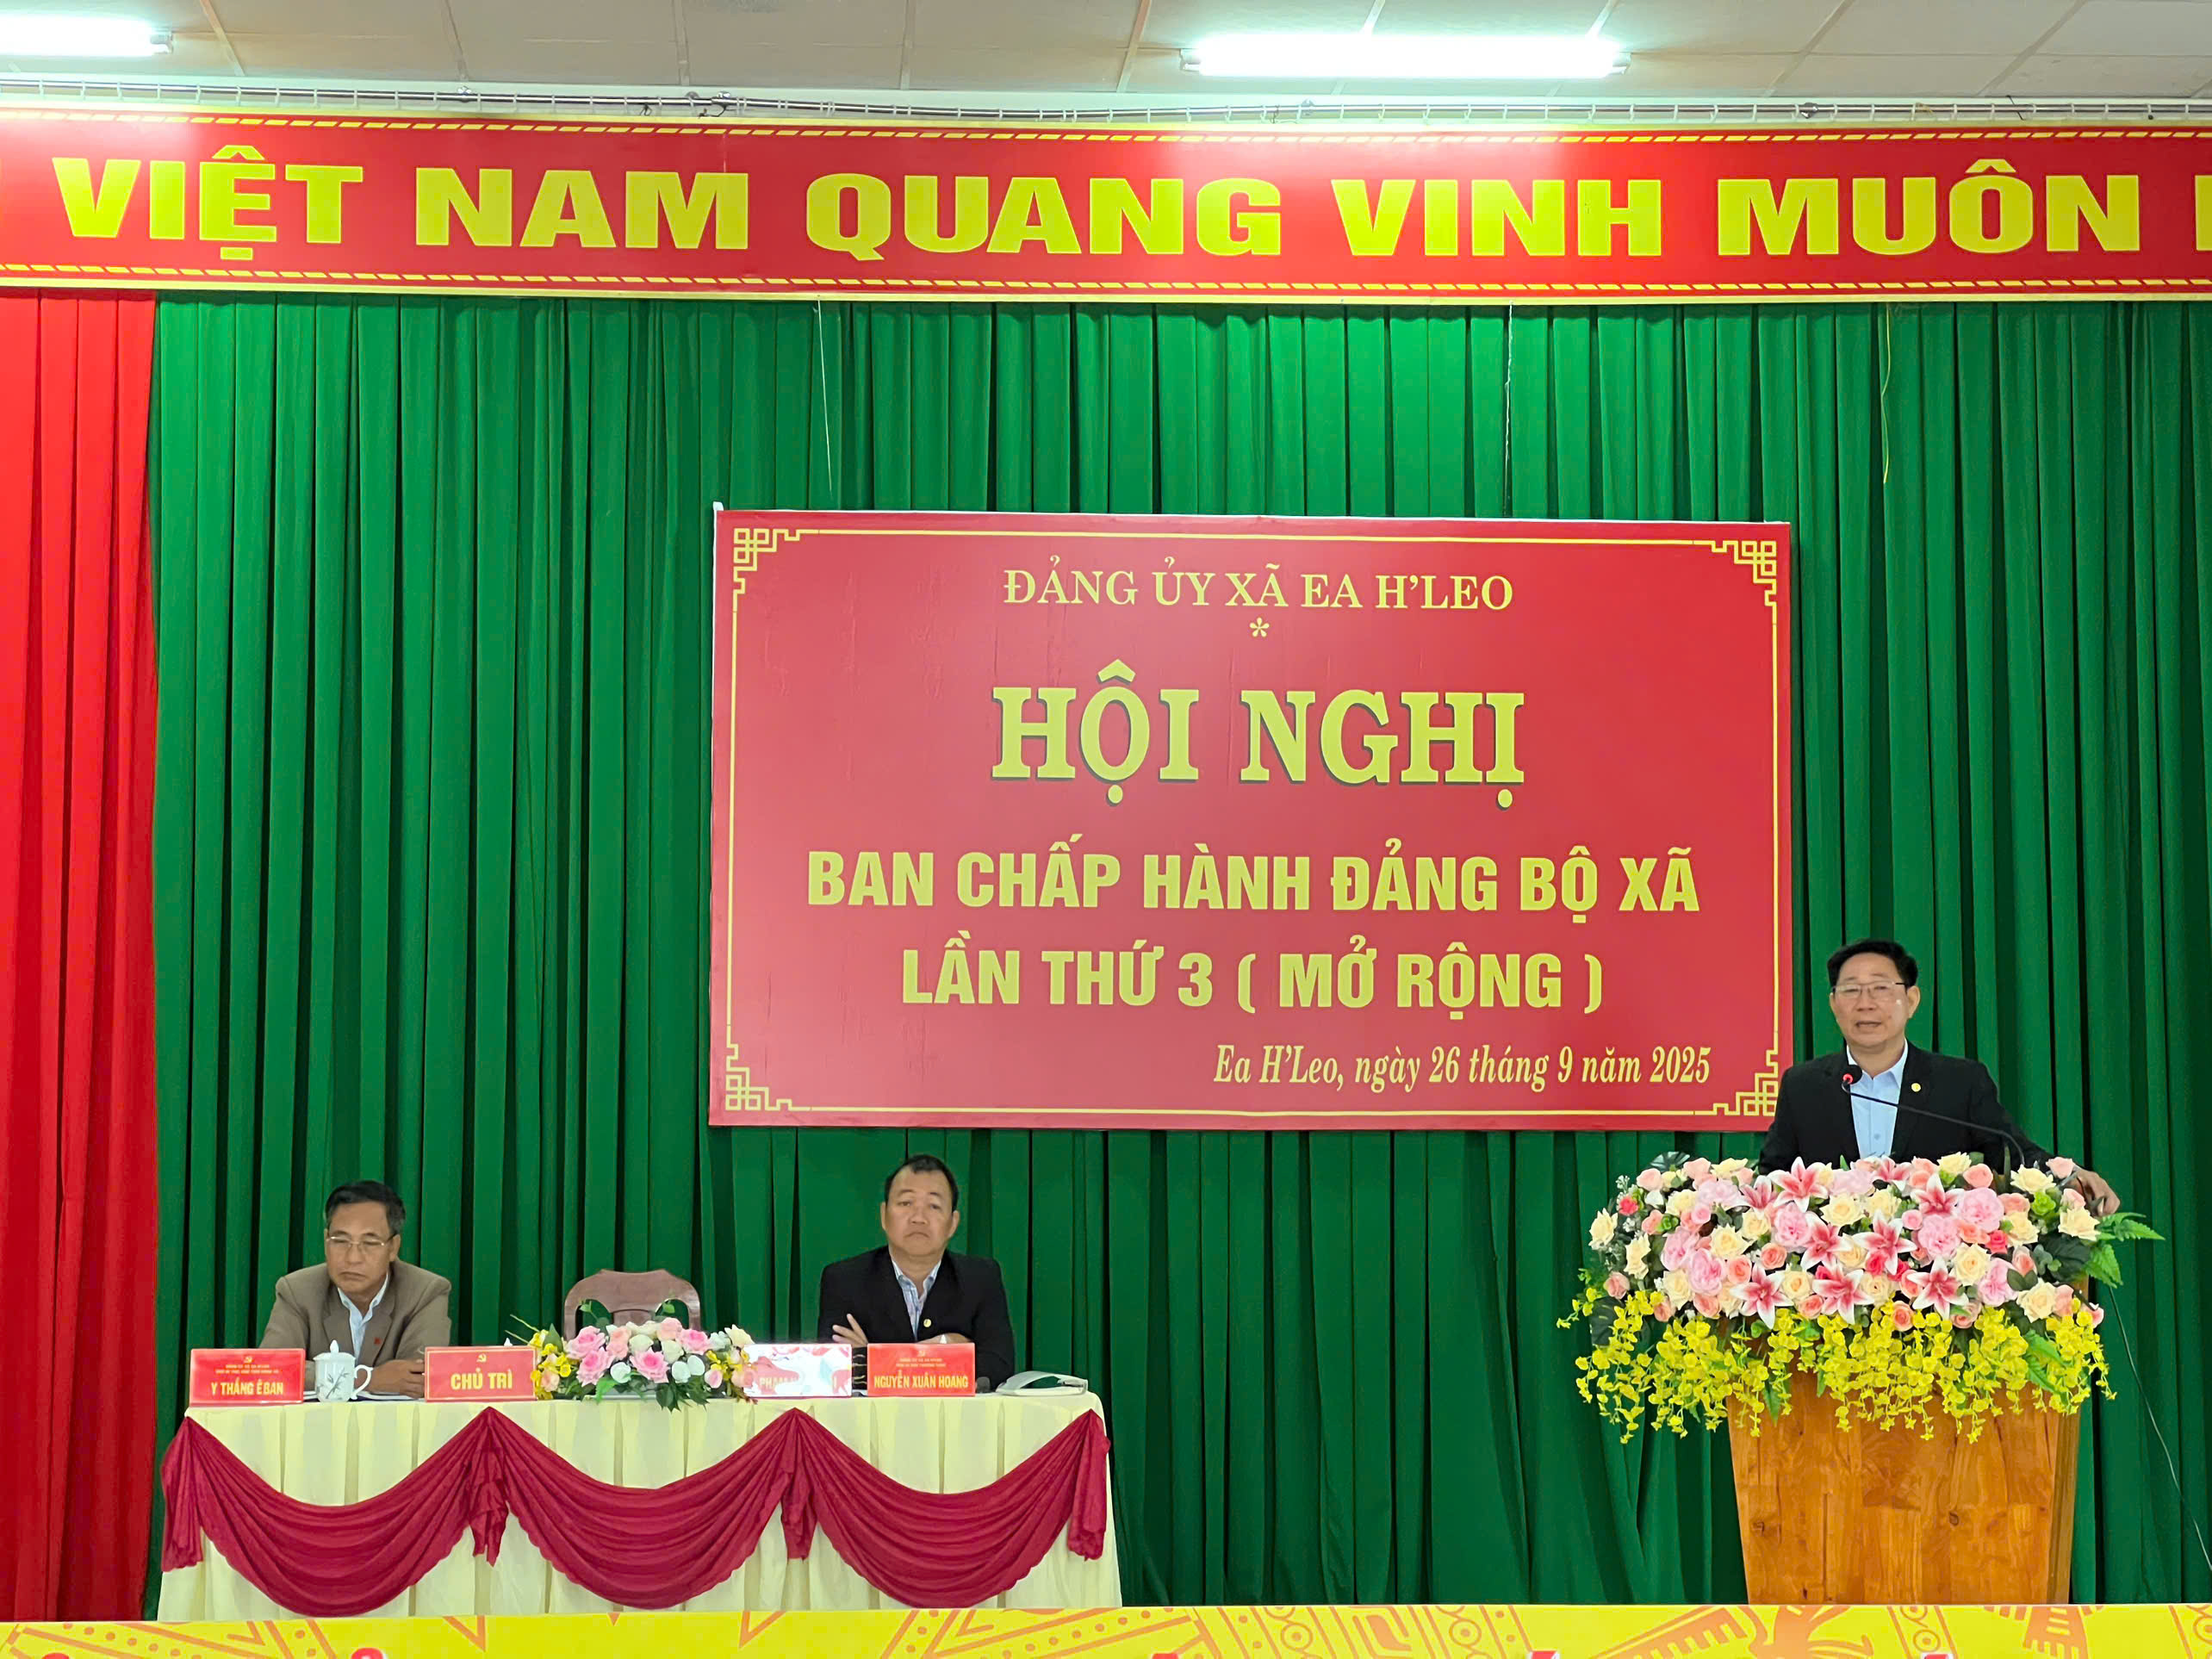 VIỆT NAM QUANG VINH MUÔN
ĐẢNG ỦY XÃ EA H'LEO
*
HỘI NGHỊ
BAN CHẤP HÀNH ĐẢNG BỘ XÃ
LẦN THỨ 3 ( MỞ RỘNG )
Ea H'Leo, ngày 26 tháng 9 năm 2025
Y THẮNG ÊBAN
CHỦ TRÌ
NGUYỄN XUÂN HOÀNG